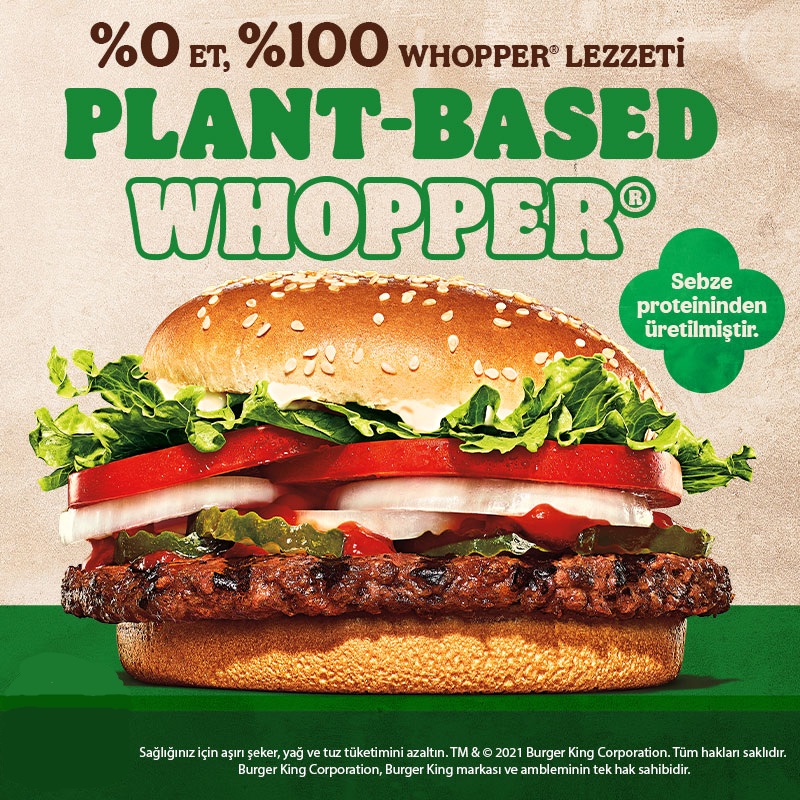 %0 ET, %100 WHOPPER® LEZZETİ
PLANT-BASED
WHOPPER®
Sebze
proteininden
üretilmiştir.
Sağlığınız için aşırı şeker, yağ ve tuz tüketimini azaltın. TM & © 2021 Burger King Corporation. Tüm hakları saklıdır.
Burger King Corporation, Burger King markası ve ambleminin tek hak sahibidir.